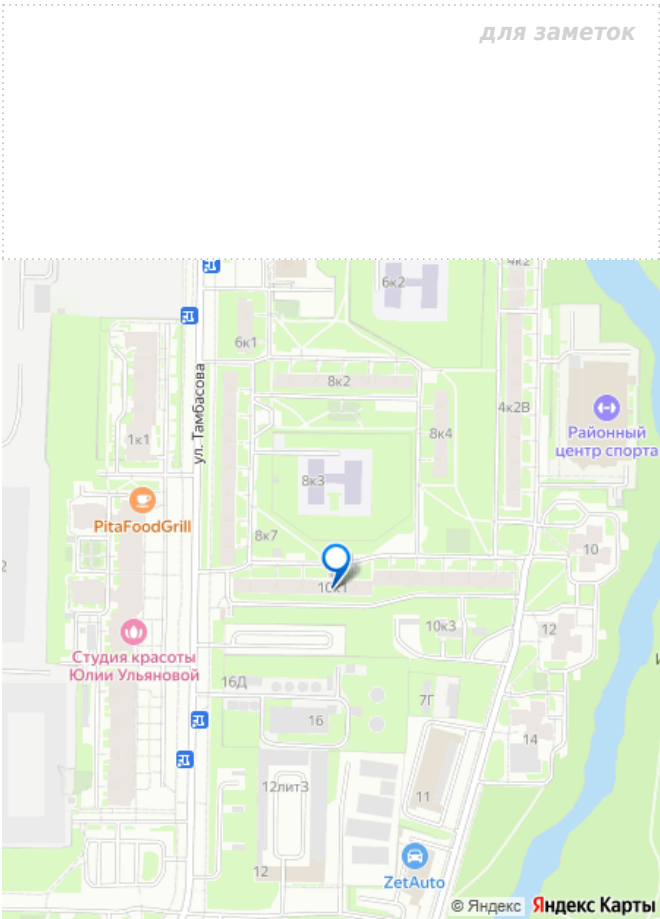 для заметок
4к2
6к2
6к1
ул. Тамбасова
8к2
4к2В
1к1
8к4
Районный
центр спорта
8к3
PitaFoodGrill
8к7
10
2
10к1
10к3
12
Студия красоты
Юлии Ульяновой
16Д
7Г
16
14
12литЗ
11
12
ZetAuto
© Яндекс
Яндекс Карты